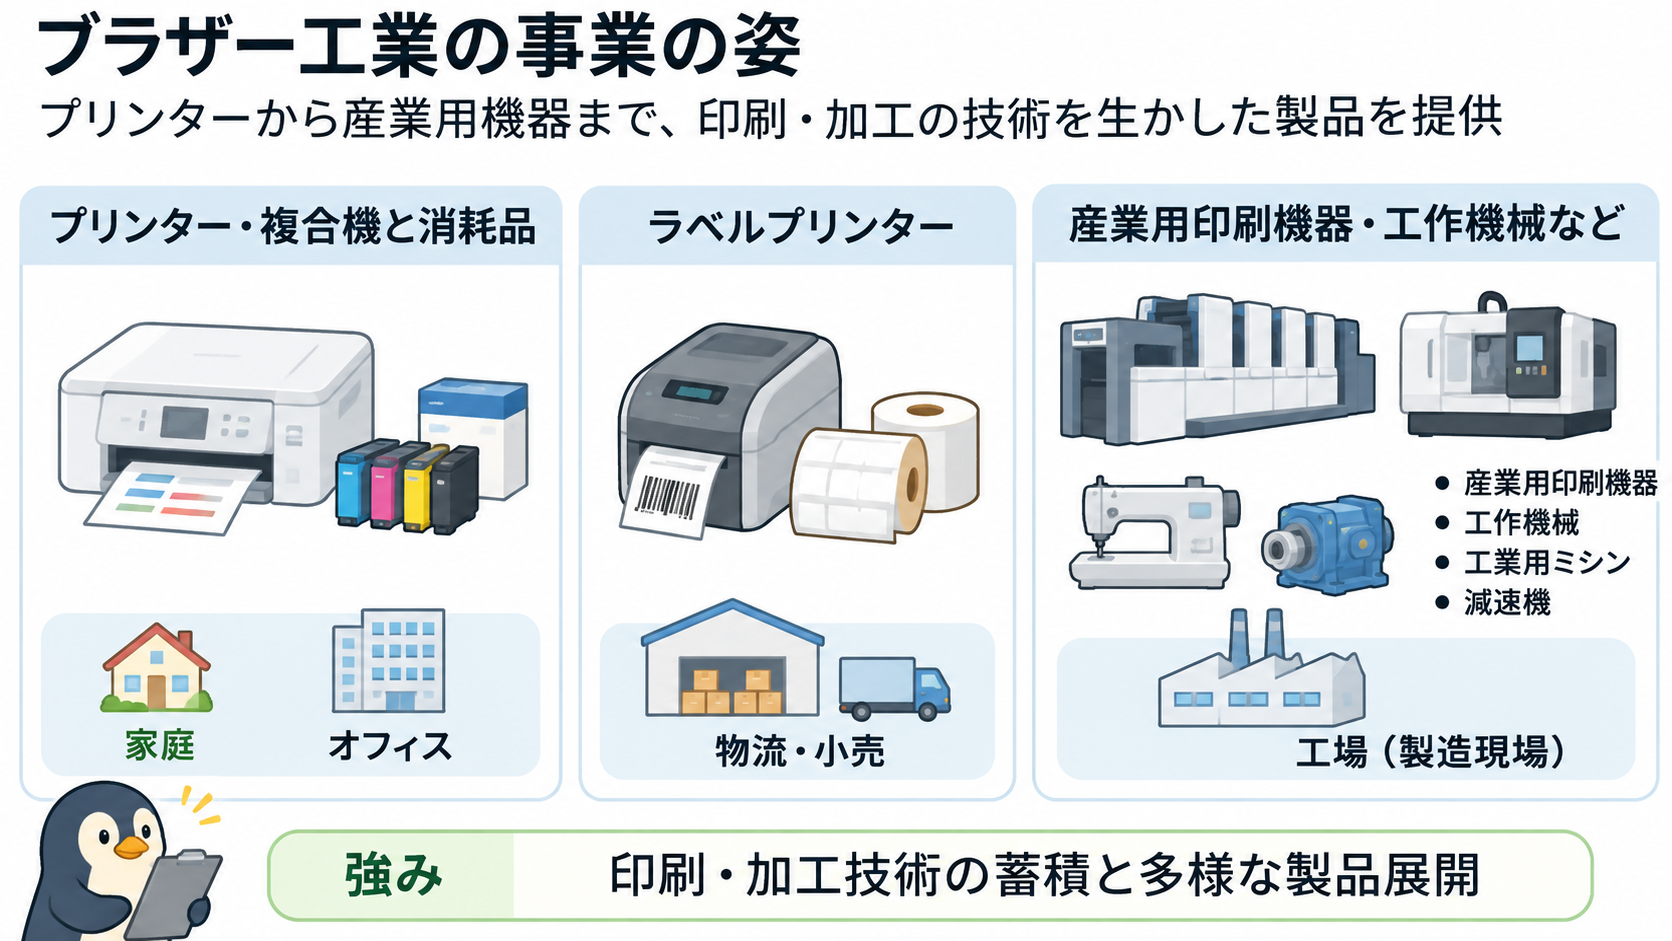 ブラザー工業の事業の姿
プリンターから産業用機器まで、印刷・加工の技術を生かした製品を提供
プリンター・複合機と消耗品
家庭
オフィス
ラベルプリンター
物流・小売
産業用印刷機器・工作機械など
● 産業用印刷機器
● 工作機械
● 工業用ミシン
● 減速機
工場（製造現場）
強み
印刷・加工技術の蓄積と多様な製品展開